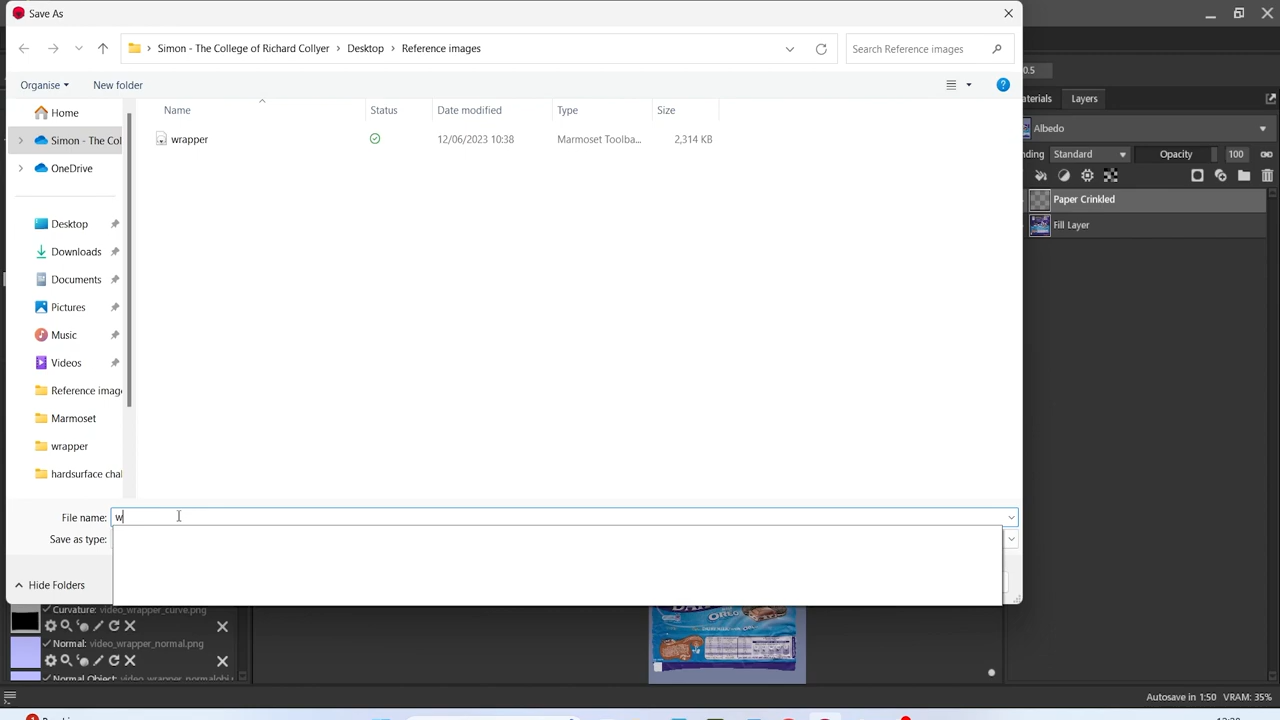 Save As
Simon - The College of Richard Collyer
Desktop
Reference images
Search Reference images
Organise
New folder
0.5
Home
Name
Status
Date modified
Type
Size
Layers
Simon - The Col
wrapper
12/06/2023 10:38
Marmoset Toolba...
2,314 KB
Albedo
Standard
Opacity
100
OneDrive
Paper Crinkled
Fill Layer
Desktop
Downloads
Documents
Pictures
Music
Videos
Reference imag
Marmoset
wrapper
hardsurface chal
File name:
w
Save as type:
Hide Folders
Curvature: video_wrapper_curve.png
OREO
Normal: video_wrapper_normal.png
Autosave in 1:50
VRAM: 35%